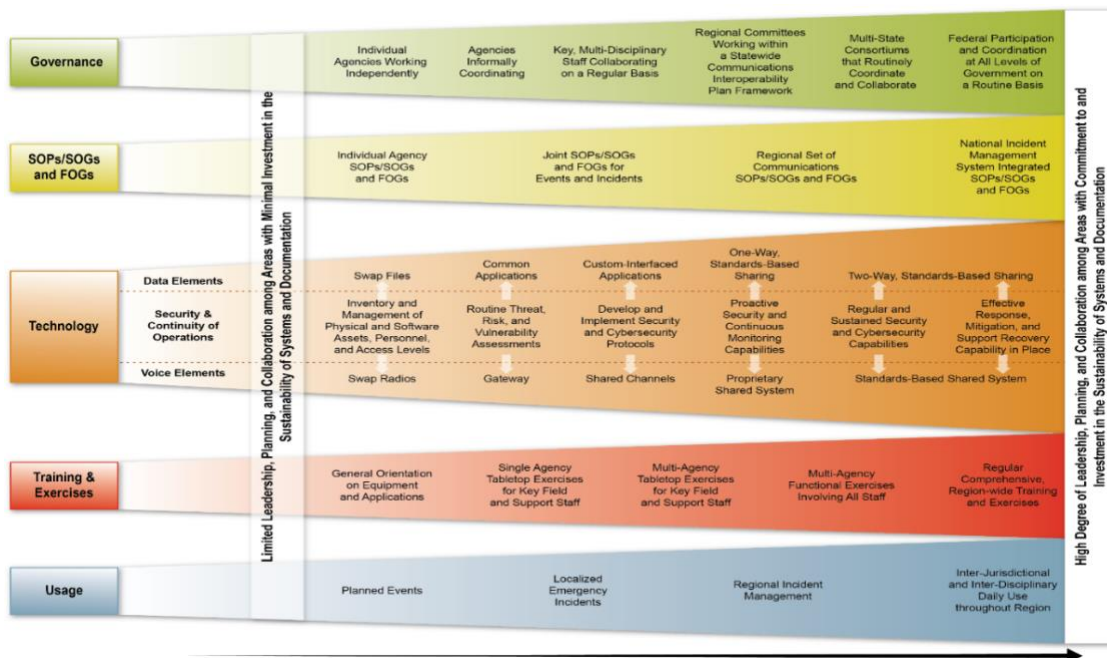 Governance
Individual
Agencies Working
Independently
Agencies
Informally
Coordinating
Key, Multi-Disciplinary
Staff Collaborating
on a Regular Basis
Regional Committees
Working within
a Statewide
Communications
Interoperability
Plan Framework
Multi-State
Consortiums
that Routinely
Coordinate
and Collaborate
Federal Participation
and Coordination
at All Levels of
Government on
a Routine Basis
SOPs/SOGs
and FOGs
Individual Agency
SOPs/SOGs
and FOGs
Joint SOPs/SOGs
and FOGs for
Events and Incidents
Regional Set of
Communications
SOPs/SOGs and FOGs
National Incident
Management
System Integrated
SOPs/SOGs
and FOGs
Technology
Data Elements
Swap Files
Common
Applications
Custom-Interfaced
Applications
One-Way,
Standards-Based
Sharing
Two-Way, Standards-Based Sharing
Security &
Continuity of
Operations
Inventory and
Management of
Physical and Software
Assets, Personnel,
and Access Levels
Routine Threat,
Risk, and
Vulnerability
Assessments
Develop and
Implement Security
and Cybersecurity
Protocols
Proactive
Security and
Continuous
Monitoring
Capabilities
Regular and
Sustained Security
and Cybersecurity
Capabilities
Effective
Response,
Mitigation, and
Support Recovery
Capability in Place
Voice Elements
Swap Radios
Gateway
Shared Channels
Proprietary
Shared System
Standards-Based Shared System
Training &
Exercises
General Orientation
on Equipment
and Applications
Single Agency
Tabletop Exercises
for Key Field
and Support Staff
Multi-Agency
Tabletop Exercises
for Key Field
and Support Staff
Multi-Agency
Functional Exercises
Involving All Staff
Regular
Comprehensive,
Region-wide Training
and Exercises
Usage
Planned Events
Localized
Emergency
Incidents
Regional Incident
Management
Inter-Jurisdictional
and Inter-Disciplinary
Daily Use
throughout Region
Limited Leadership, Planning, and Collaboration among Areas with Minimal Investment in the
Sustainability of Systems and Documentation
High Degree of Leadership, Planning, and Collaboration among Areas with Commitment to and
Investment in the Sustainability of Systems and Documentation